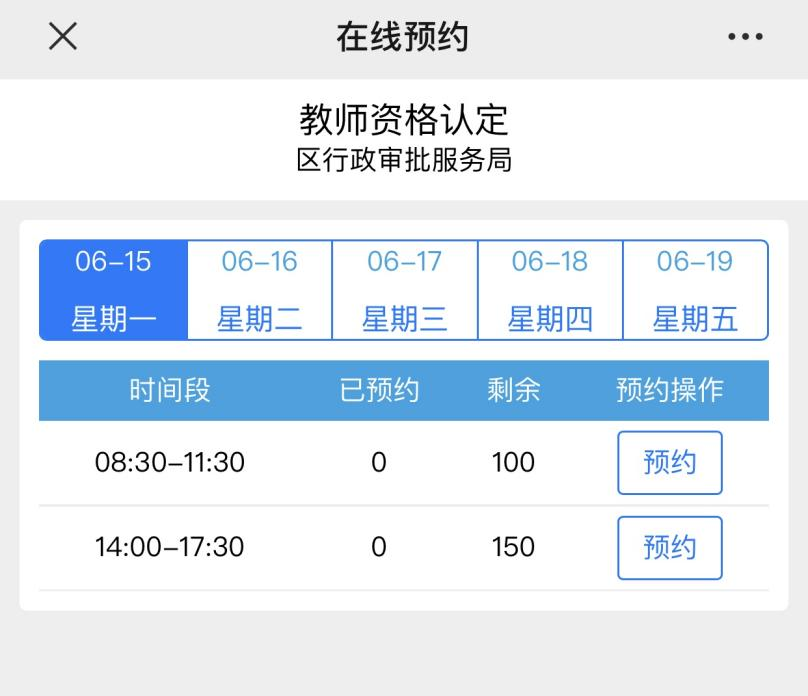 在线预约
教师资格认定
区行政审批服务局
06-15 06-16 06-17 06-18 06-19
星期一 星期二 星期三 星期四 星期五
时间段 已预约 剩余 预约操作
08:30-11:30 0 100 预约
14:00-17:30 0 150 预约